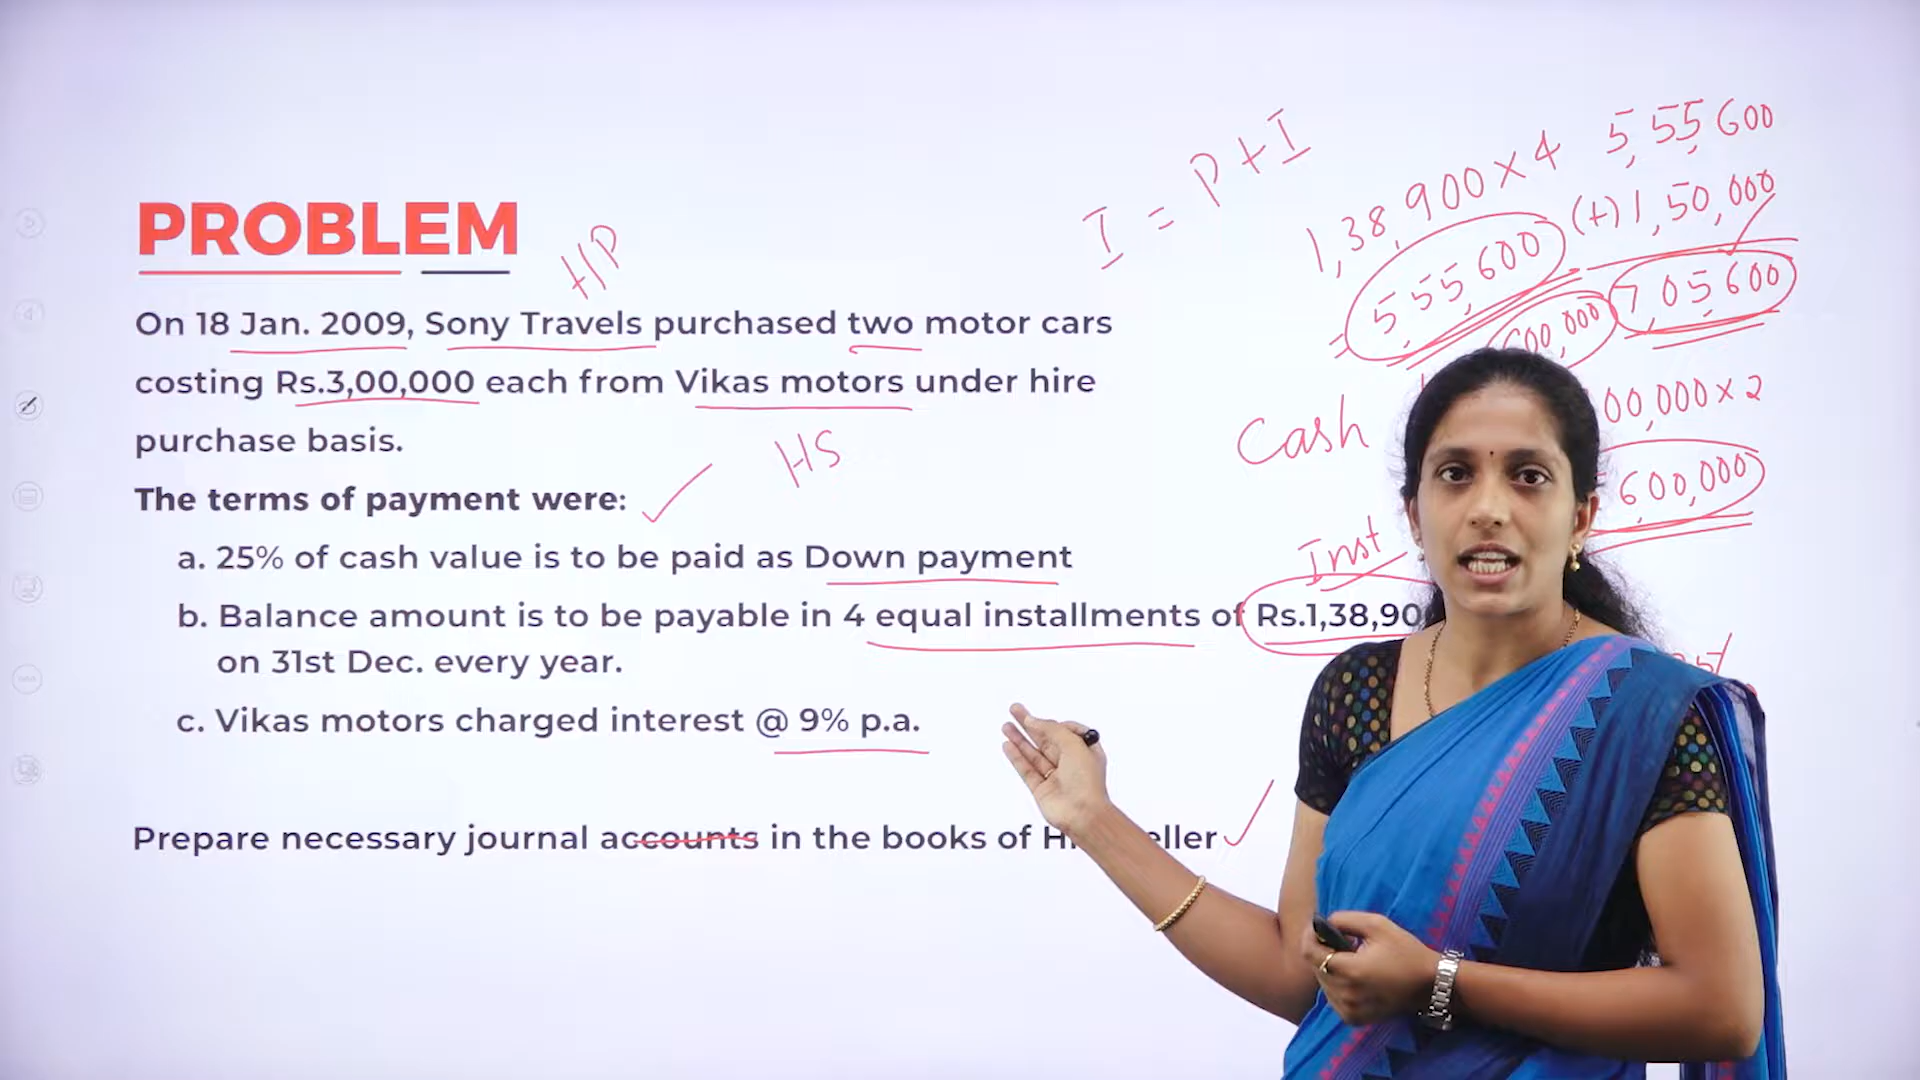 PROBLEM
H/P
On 18 Jan. 2009, Sony Travels purchased two motor cars
costing Rs.3,00,000 each from Vikas motors under hire
purchase basis.
HS
The terms of payment were:
a. 25% of cash value is to be paid as Down payment
b. Balance amount is to be payable in 4 equal installments of Rs.1,38,90
on 31st Dec. every year.
c. Vikas motors charged interest @ 9% p.a.
Prepare necessary journal accounts in the books of
I = P + I
1,38,900 × 4
= 5,55,600
5,55,600
(+) 1,50,000
7,05,600
00,000 × 2
6,00,000
Cash
Inst